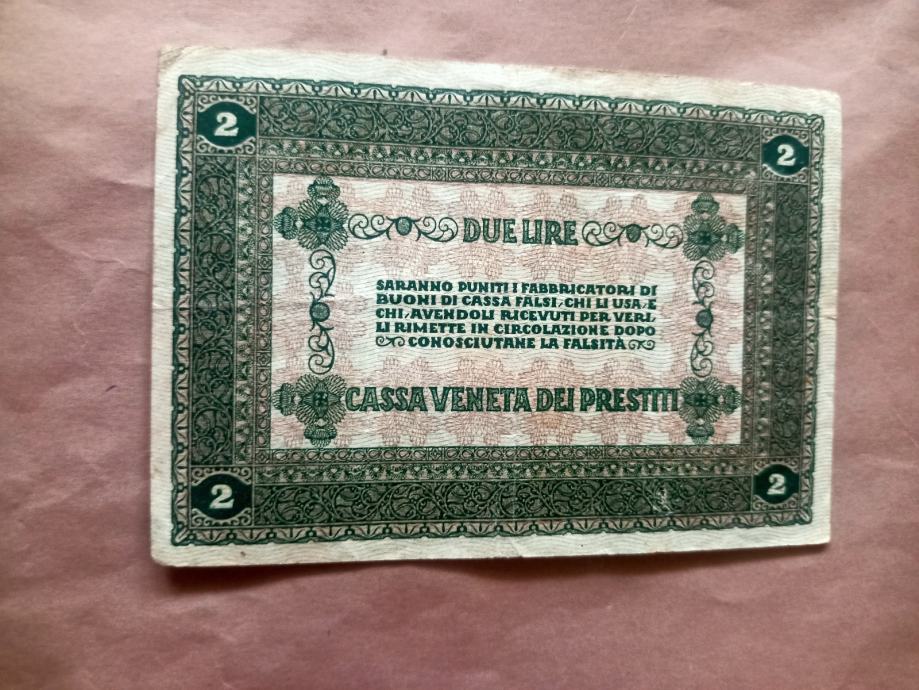 2
2
DUE LIRE
SARANNO PUNITI I FABBRICATORI DI
BUONI DI CASSA FALSI, CHI LI USA, E
CHI, AVENDOLI RICEVUTI PER VERI,
LI RIMETTE IN CIRCOLAZIONE DOPO
CONOSCIUTANE LA FALSITÀ
CASSA VENETA DEI PRESTITI
2
2